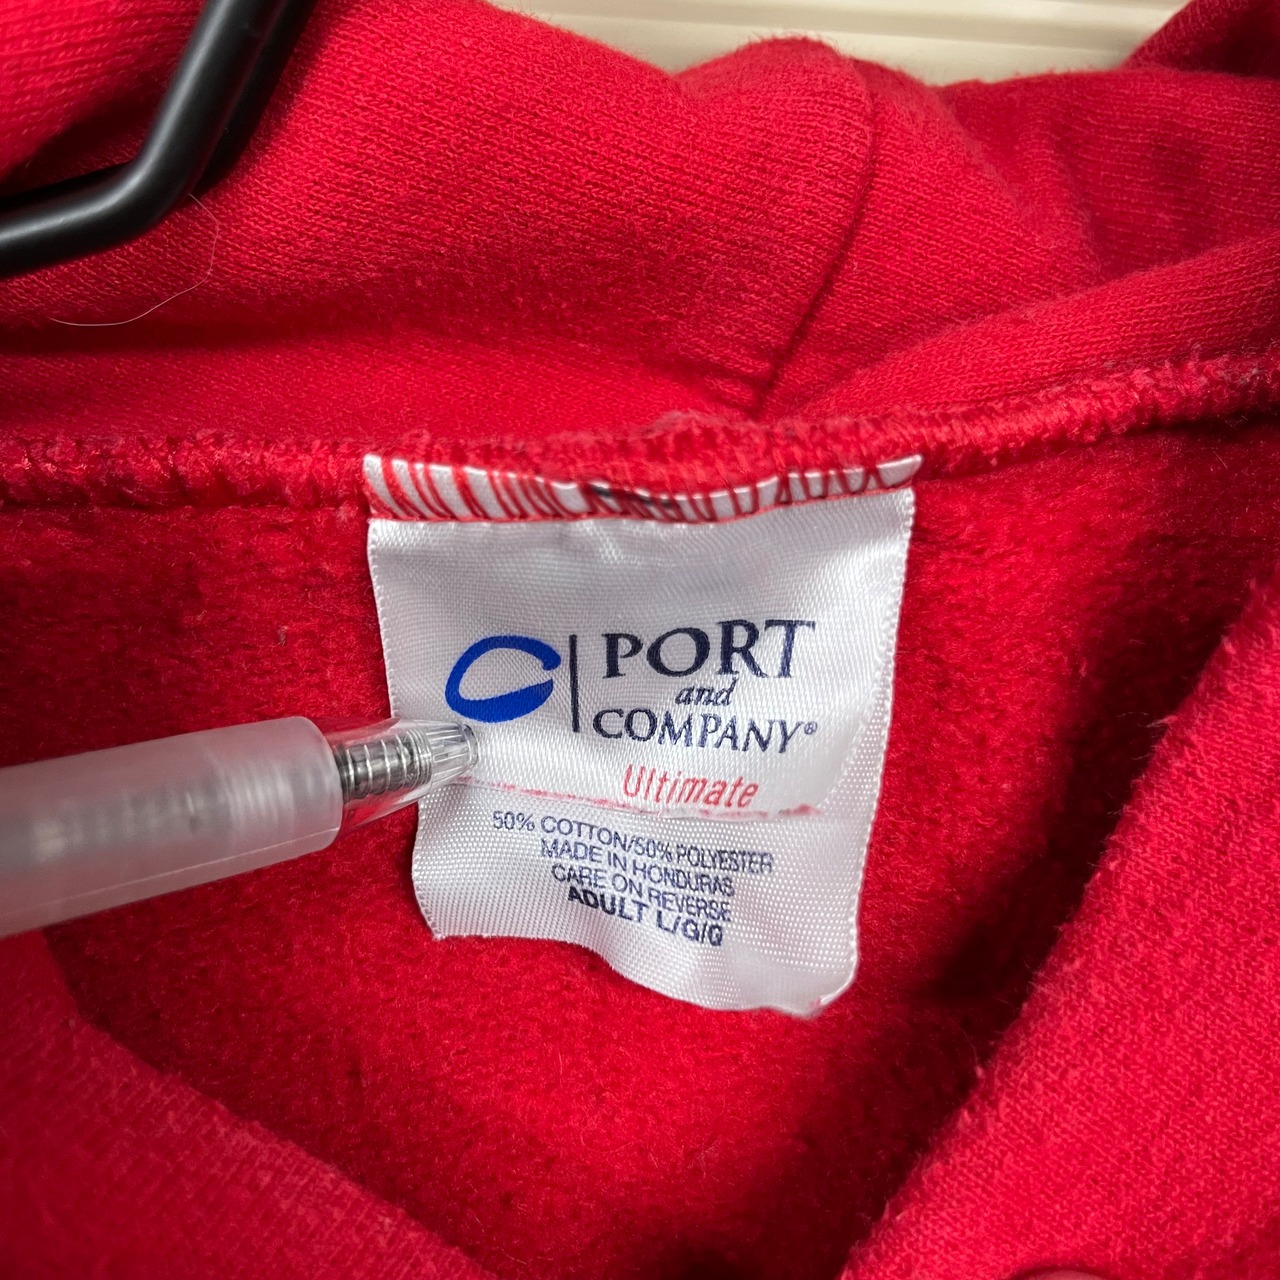 PORT
and
COMPANY®
Ultimate
50% COTTON/50% POLYESTER
MADE IN HONDURAS
CARE ON REVERSE
ADULT L/G/G